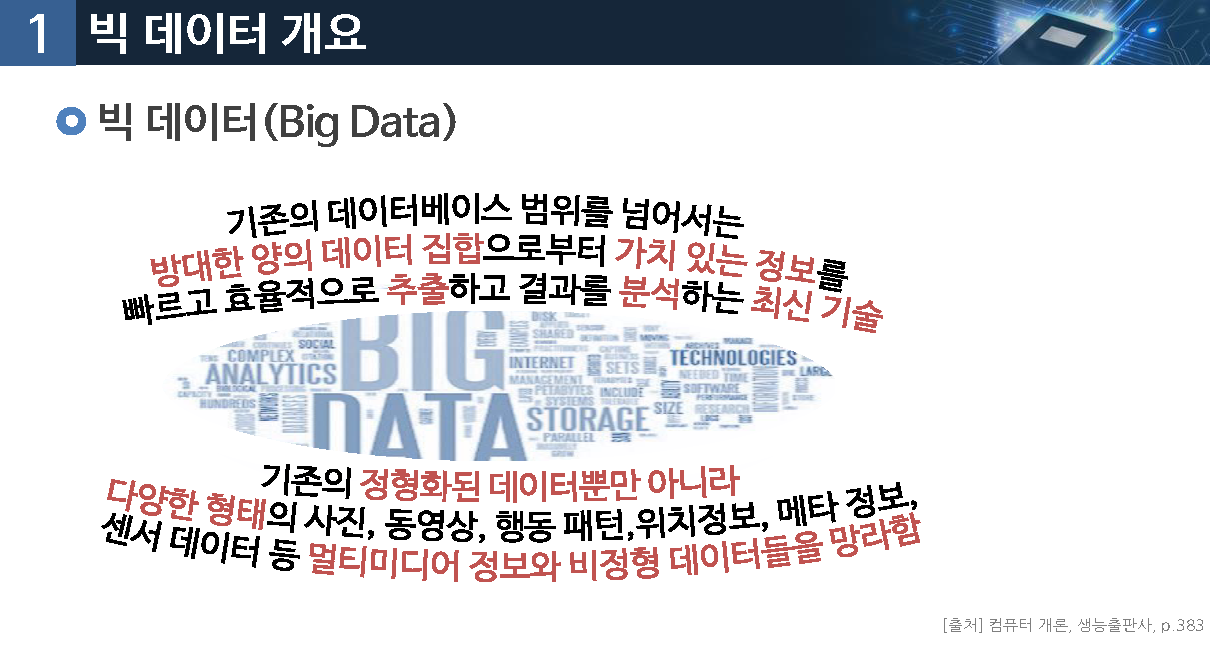 1 빅 데이터 개요
빅 데이터(Big Data)
기존의 데이터베이스 범위를 넘어서는
방대한 양의 데이터 집합으로부터 가치 있는 정보를
빠르고 효율적으로 추출하고 결과를 분석하는 최신 기술
DISK
SHARED
SOCIAL
COMPLEX
BIG
INTERNET
SETS
TECHNOLOGIES
ANALYTICS
MANAGEMENT
NEEDED TIME
LARGE
PETABYTES INCLUDE
SOFTWARE
SYSTEMS
HUNDREDS
DATA
STORAGE
SIZE
RESEARCH
PARALLEL
기존의 정형화된 데이터뿐만 아니라
다양한 형태의 사진, 동영상, 행동 패턴,위치정보, 메타 정보,
센서 데이터 등 멀티미디어 정보와 비정형 데이터들을 망라함
[출처] 컴퓨터 개론, 생능출판사, p.383